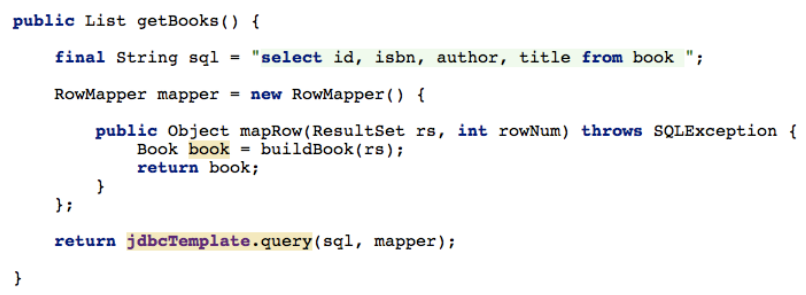 public List getBooks() {
final String sql = "select id, isbn, author, title from book ";
RowMapper mapper = new RowMapper() {
public Object mapRow(ResultSet rs, int rowNum) throws SQLException {
Book book = buildBook(rs);
return book;
}
};
return jdbcTemplate.query(sql, mapper);
}